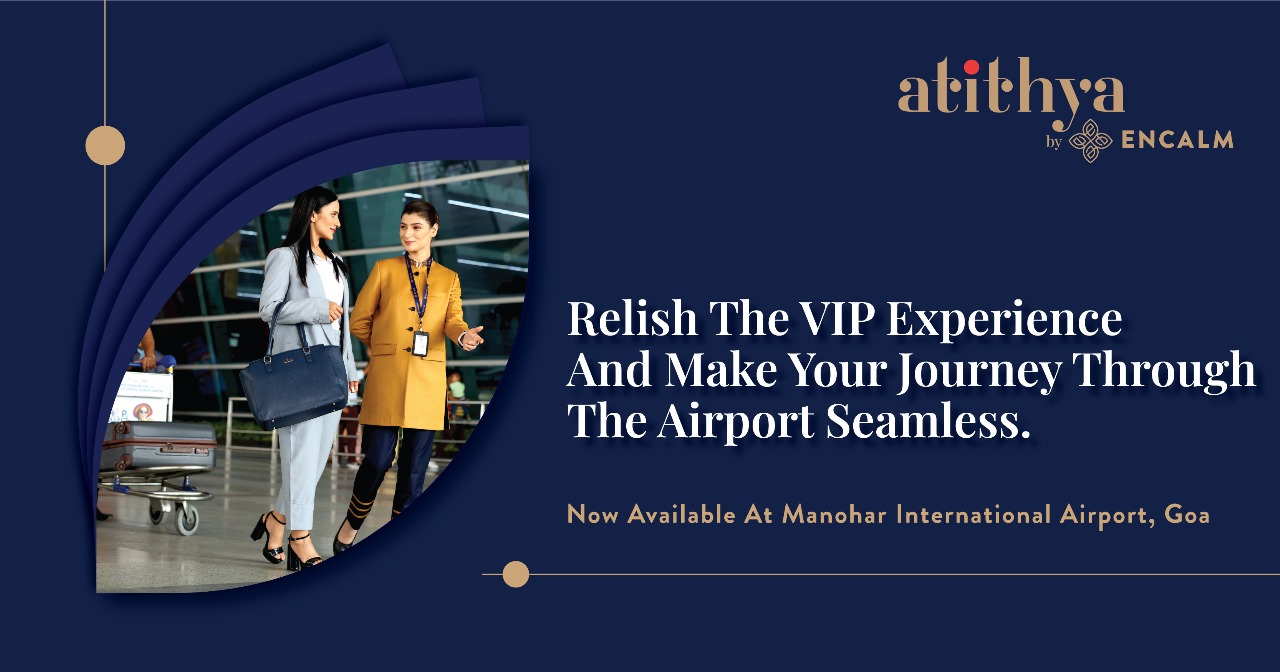 atithya
by ENCALM
Relish The VIP Experience
And Make Your Journey Through
The Airport Seamless.
Now Available At Manohar International Airport, Goa